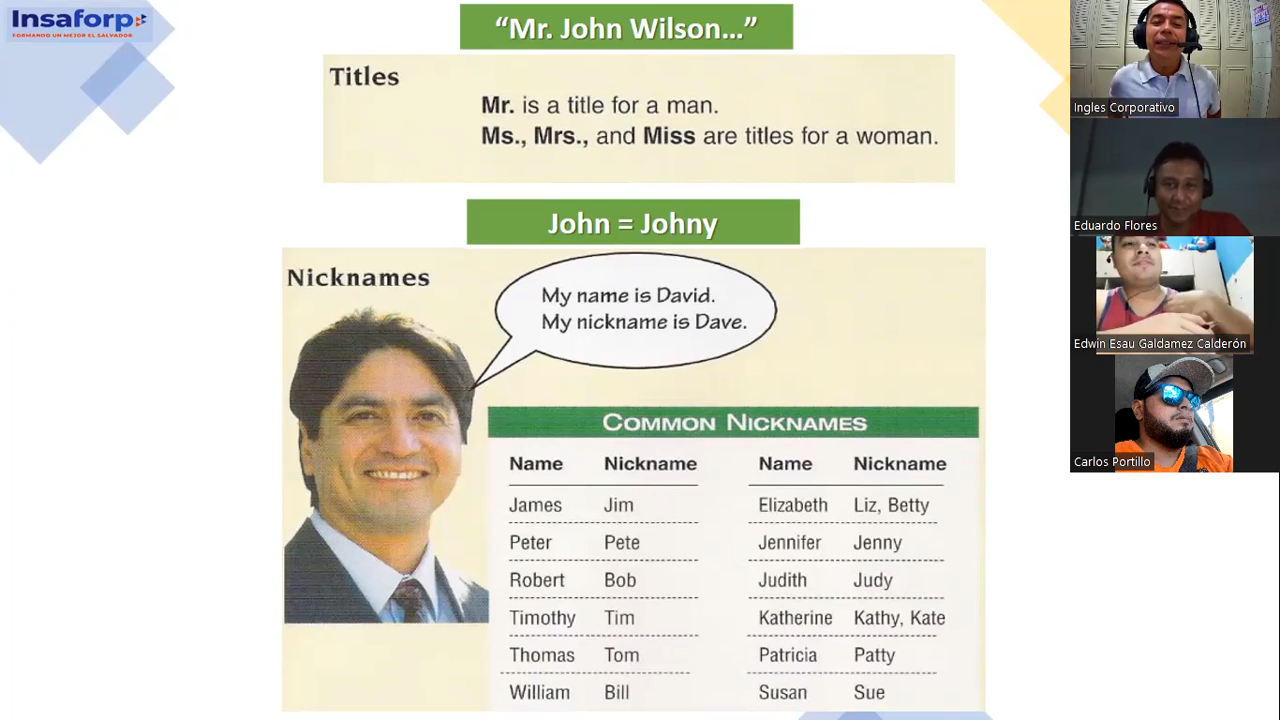 Insaforp
FORMANDO UN MEJOR EL SALVADOR
“Mr. John Wilson...”
Titles
Mr. is a title for a man.
Ms., Mrs., and Miss are titles for a woman.
John = Johny
Nicknames
My name is David.
My nickname is Dave.
COMMON NICKNAMES
Name Nickname Name Nickname
James Jim Elizabeth Liz, Betty
Peter Pete Jennifer Jenny
Robert Bob Judith Judy
Timothy Tim Katherine Kathy, Kate
Thomas Tom Patricia Patty
William Bill Susan Sue
Ingles Corporativo
Eduardo Flores
Edwin Esau Galdamez Calderón
Carlos Portillo